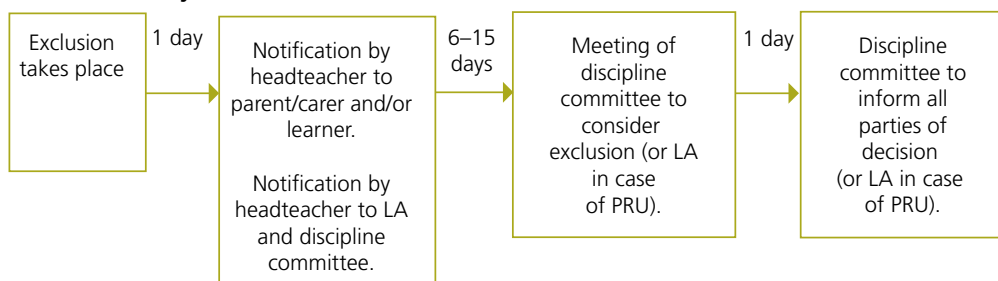 Exclusion
takes place
1 day
Notification by
headteacher to
parent/carer and/or
learner.
Notification by
headteacher to LA
and discipline
committee.
6–15
days
Meeting of
discipline
committee to
consider
exclusion (or LA
in case
of PRU).
1 day
Discipline
committee to
inform all
parties of
decision
(or LA in case
of PRU).